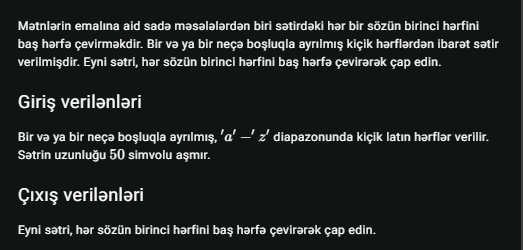 Mətnlərin emalına aid sadə məsələlərdən biri sətirdəki hər bir sözün birinci hərfini
baş hərfə çevirməkdir. Bir və ya bir neçə boşluqla ayrılmış kiçik hərflərdən ibarət sətir
verilmişdir. Eyni sətri, hər sözün birinci hərfini baş hərfə çevirərək çap edin.
Giriş verilənləri
Bir və ya bir neçə boşluqla ayrılmış, 'a' –' z' diapazonunda kiçik latın hərflər verilir.
Sətrin uzunluğu 50 simvolu aşmır.
Çıxış verilənləri
Eyni sətri, hər sözün birinci hərfini baş hərfə çevirərək çap edin.